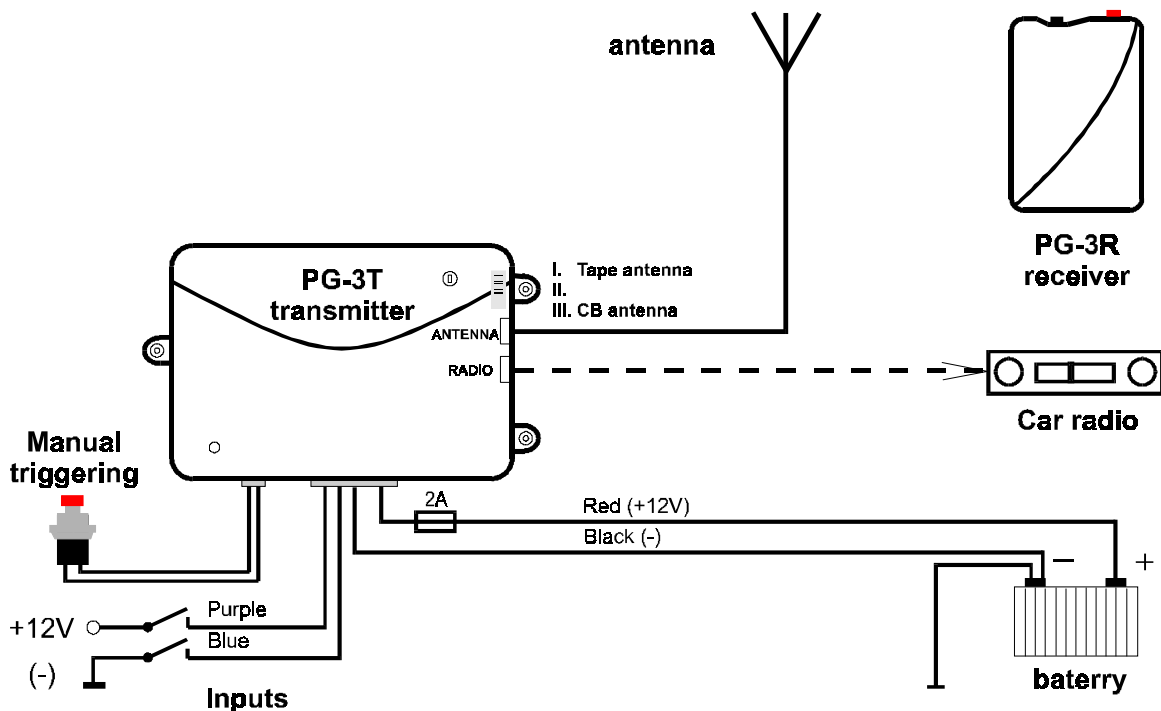 antenna
PG-3R
receiver
PG-3T
transmitter
I. Tape antenna
II.
III. CB antenna
ANTENNA
RADIO
Car radio
Manual
triggering
2A
Red (+12V)
Black (-)
− +
Purple
+12V
Blue
(-)
Inputs
baterry